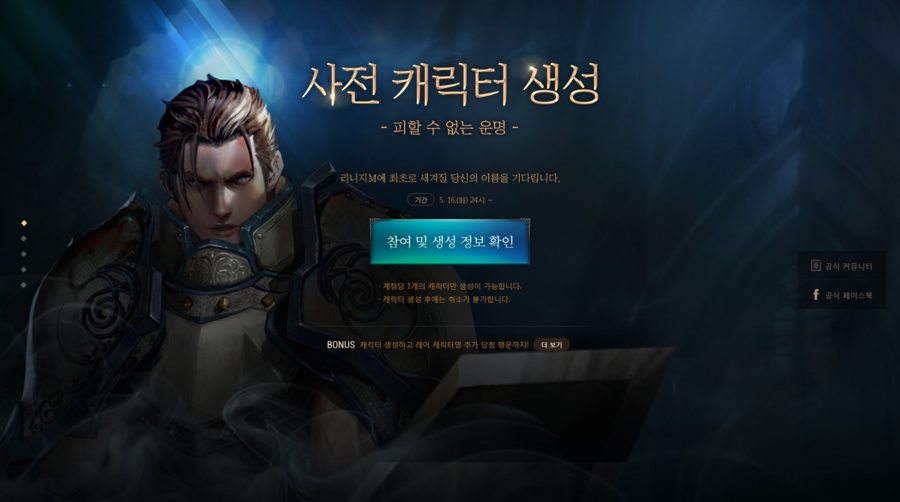 사전 캐릭터 생성
- 피할 수 없는 운명 -
리니지M에 최초로 새겨질 당신의 이름을 기다립니다.
기간 5. 16.(화) 24시 ~
참여 및 생성 정보 확인
· 계정당 1개의 캐릭터만 생성이 가능합니다.
· 캐릭터 생성 후에는 취소가 불가합니다.
공식 커뮤니티
공식 페이스북
BONUS 캐릭터 생성하고 레어 캐릭터명 추가 당첨 행운까지! 더 보기